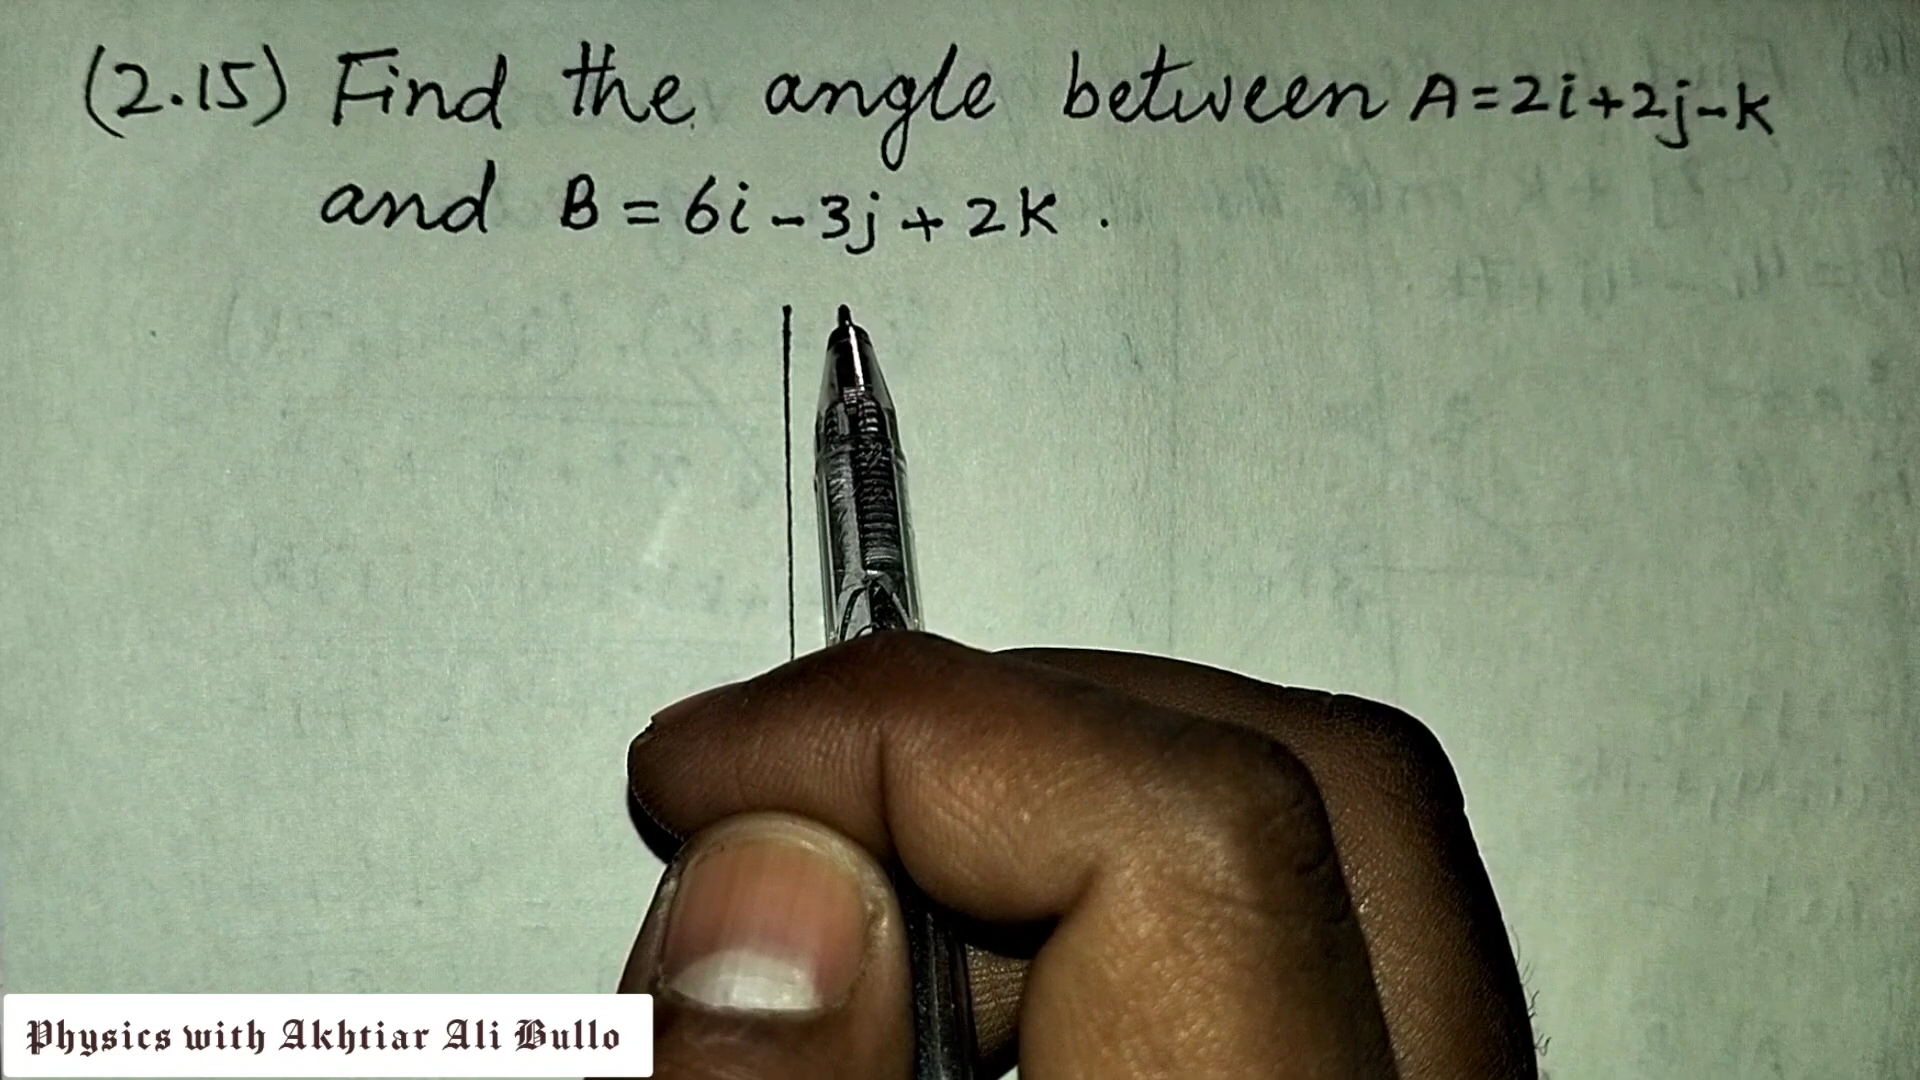 (2.15) Find the angle between A=2i+2j-k
and B = 6i-3j+2k.
Physics with Akhtiar Ali Bullo